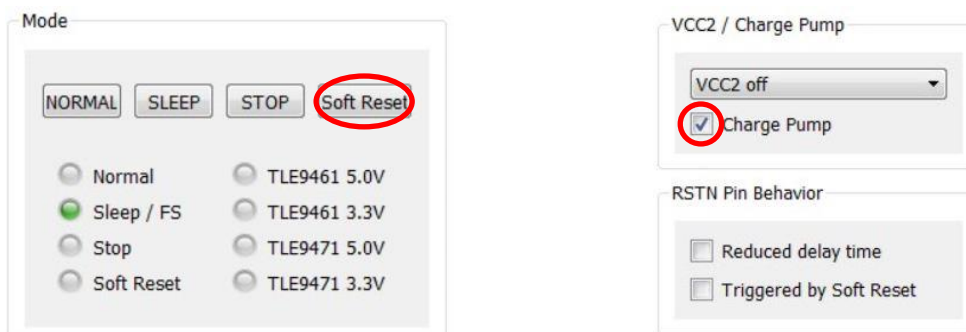 Mode
NORMAL SLEEP STOP Soft Reset
Normal TLE9461 5.0V
Sleep / FS TLE9461 3.3V
Stop TLE9471 5.0V
Soft Reset TLE9471 3.3V
VCC2 / Charge Pump
VCC2 off
Charge Pump
RSTN Pin Behavior
Reduced delay time
Triggered by Soft Reset